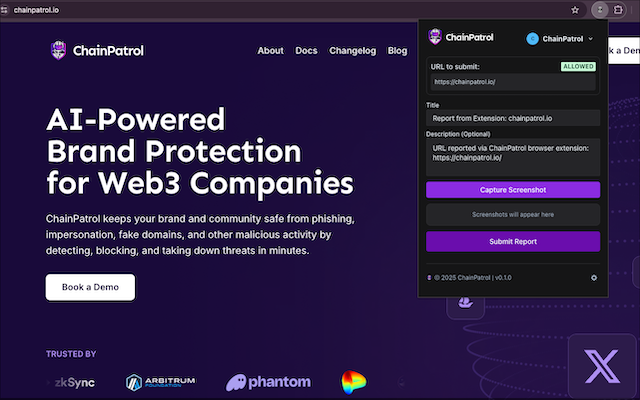 chainpatrol.io
ChainPatrol
About Docs Changelog Blog
k a Dem
AI-Powered
Brand Protection
for Web3 Companies
ChainPatrol keeps your brand and community safe from phishing,
impersonation, fake domains, and other malicious activity by
detecting, blocking, and taking down threats in minutes.
Book a Demo
TRUSTED BY
zkSync
ARBITRUM
FOUNDATION
phantom
ChainPatrol
C ChainPatrol
URL to submit:
ALLOWED
https://chainpatrol.io/
Title
Report from Extension: chainpatrol.io
Description (Optional)
URL reported via ChainPatrol browser extension:
https://chainpatrol.io/
Capture Screenshot
Screenshots will appear here
Submit Report
© 2025 ChainPatrol | v0.1.0